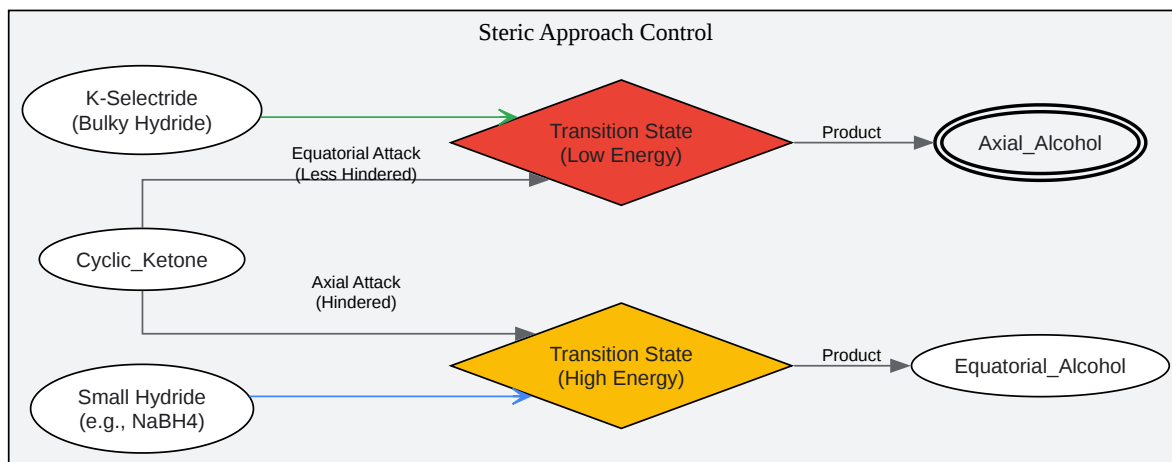 Steric Approach Control
K-Selectride
(Bulky Hydride)
Equatorial Attack
(Less Hindered)
Transition State
(Low Energy)
Product
Axial_Alcohol
Cyclic_Ketone
Axial Attack
(Hindered)
Transition State
(High Energy)
Product
Equatorial_Alcohol
Small Hydride
(e.g., NaBH4)